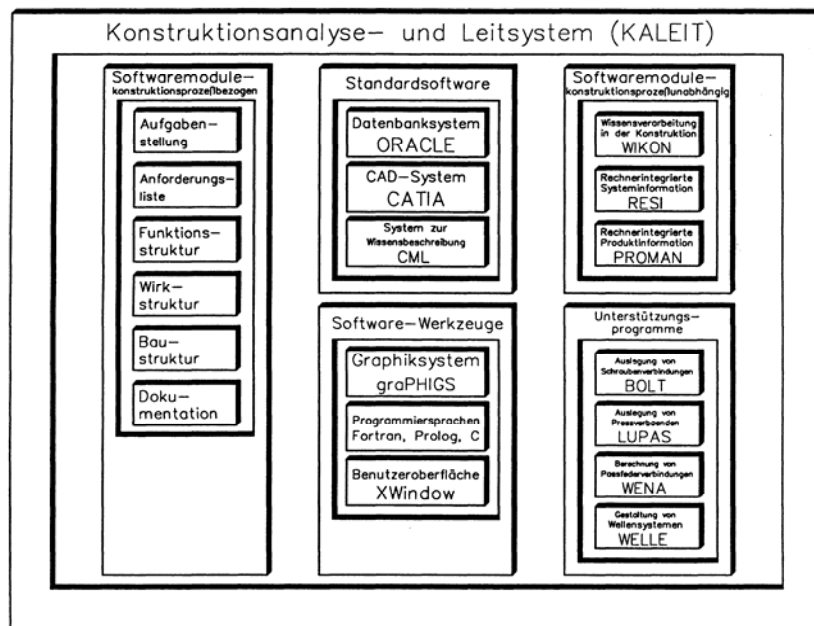 Konstruktionsanalyse- und Leitsystem (KALEIT)
Softwaremodule-
konstruktionsprozeßbezogen
Aufgaben-
stellung
Anforderungs-
liste
Funktions-
struktur
Wirk-
struktur
Bau-
struktur
Doku-
mentation
Standardsoftware
Datenbanksystem
ORACLE
CAD-System
CATIA
System zur
Wissensbeschreibung
CML
Software-Werkzeuge
Graphiksystem
graPHIGS
Programmiersprachen
Fortran, Prolog, C
Benutzeroberfläche
XWindow
Softwaremodule-
konstruktionsprozeßunabhängig
Wissensverarbeitung
in der Konstruktion
WIKON
Rechnerintegrierte
Systeminformation
RESI
Rechnerintegrierte
Produktinformation
PROMAN
Unterstützungs-
programme
Auslegung von
Schraubenverbindungen
BOLT
Auslegung von
Pressverbaenden
LUPAS
Berechnung von
Passfederverbindungen
WENA
Gestaltung von
Wellensystemen
WELLE